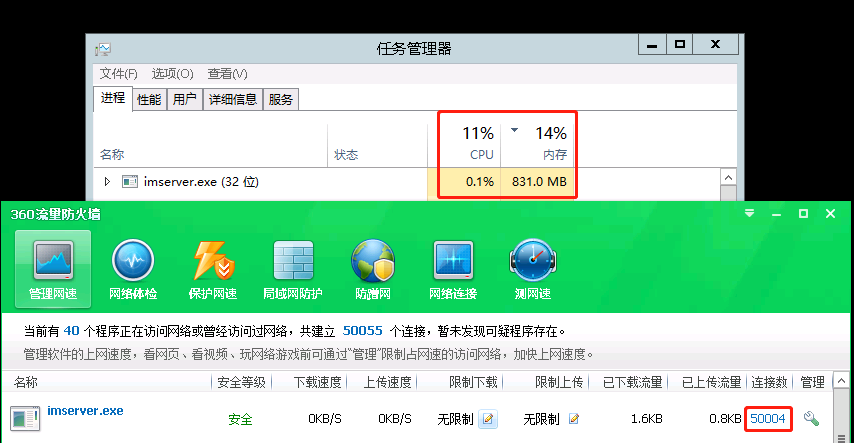 任务管理器
文件(F) 选项(O) 查看(V)
进程 性能 用户 详细信息 服务
11% 14%
名称 状态 CPU 内存
imserver.exe (32 位) 0.1% 831.0 MB
360流量防火墙
管理网速 网络体检 保护网速 局域网防护 防蹭网 网络连接 测网速
当前有 40 个程序正在访问网络或曾经访问过网络，共建立 50055 个连接，暂未发现可疑程序存在。
管理软件的上网速度，看网页、看视频、玩网络游戏前可通过“管理”限制占网速的访问网络，加快上网速度。
名称 安全等级 下载速度 上传速度 限制下载 限制上传 已下载流量 已上传流量 连接数 管理
imserver.exe 安全 0KB/S 0KB/S 无限制 无限制 1.6KB 0.8KB 50004